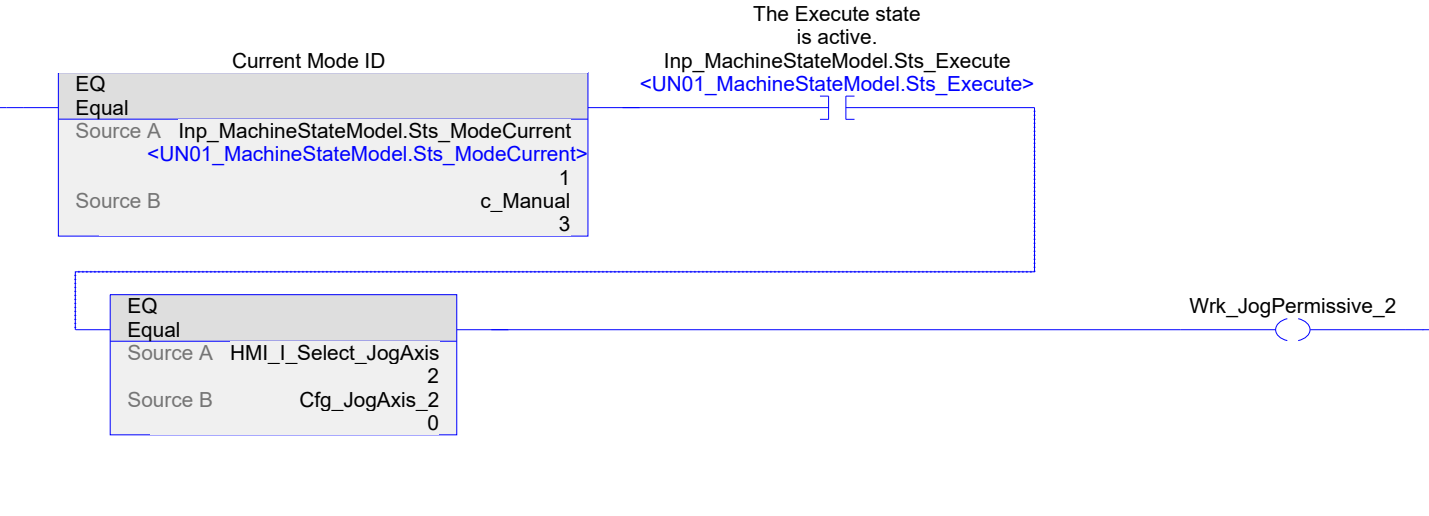 The Execute state
is active.
Current Mode ID
Inp_MachineStateModel.Sts_Execute
<UN01_MachineStateModel.Sts_Execute>
EQ
Equal
Source A Inp_MachineStateModel.Sts_ModeCurrent
<UN01_MachineStateModel.Sts_ModeCurrent>
1
Source B c_Manual
3
EQ
Equal
Source A HMI_I_Select_JogAxis
2
Source B Cfg_JogAxis_2
0
Wrk_JogPermissive_2